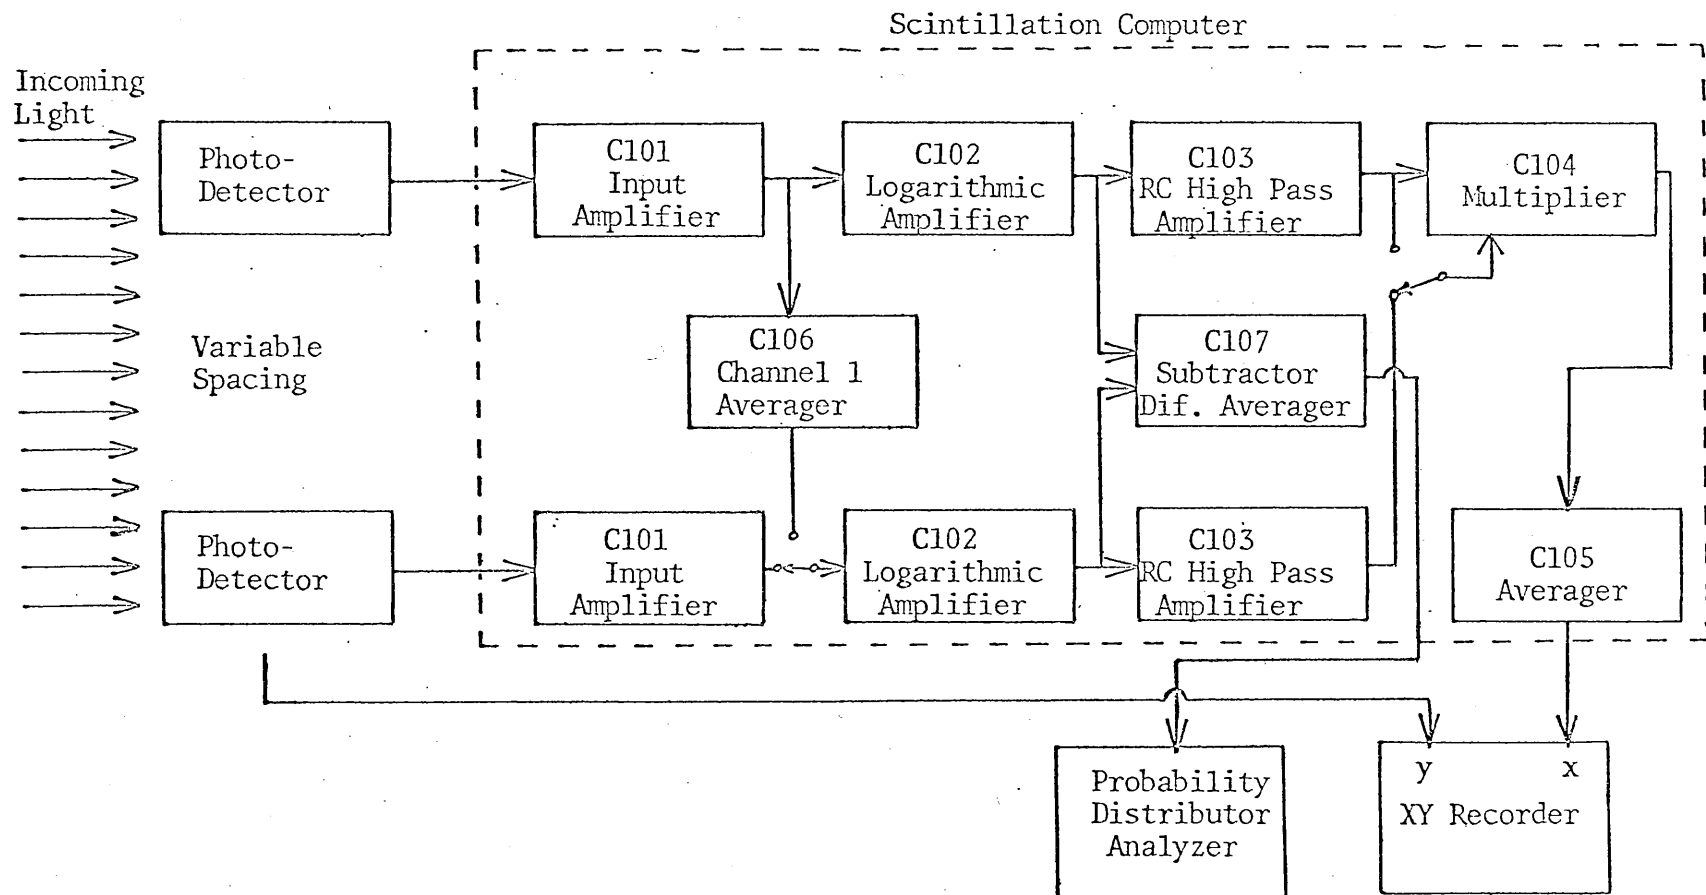 Scintillation Computer
Incoming
Light
Photo-
Detector
C101
Input
Amplifier
C102
Logarithmic
Amplifier
C103
RC High Pass
Amplifier
C104
Multiplier
Variable
Spacing
C106
Channel 1
Averager
C107
Subtractor
Dif. Averager
Photo-
Detector
C101
Input
Amplifier
C102
Logarithmic
Amplifier
C103
RC High Pass
Amplifier
C105
Averager
Probability
Distributor
Analyzer
y x
XY Recorder